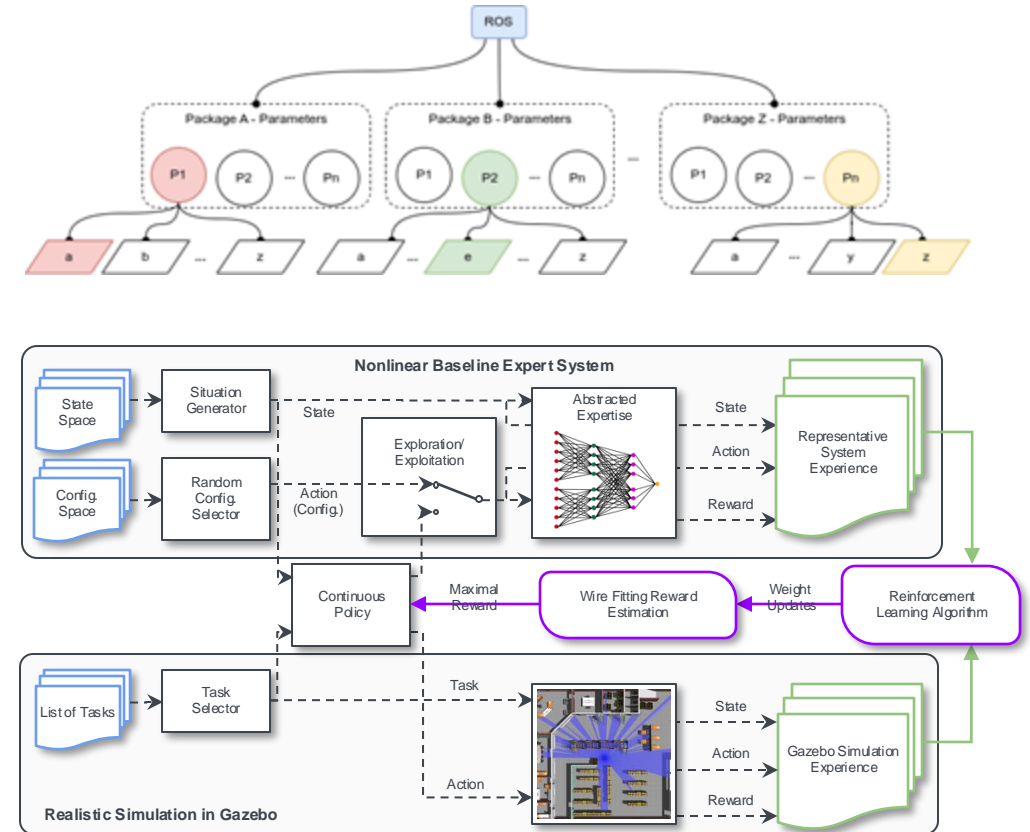 ROS
Package A - Parameters
Package B - Parameters
Package Z - Parameters
P1
P2
...
Pn
P1
P2
...
Pn
...
P1
P2
...
Pn
a
b
...
z
a
...
e
...
z
a
...
y
z
Nonlinear Baseline Expert System
State
Space
Situation
Generator
State
Config.
Space
Random
Config.
Selector
Action
(Config.)
Exploration/
Exploitation
Abstracted
Expertise
State
Action
Reward
Representative
System
Experience
Continuous
Policy
Maximal
Reward
Wire Fitting Reward
Estimation
Weight
Updates
Reinforcement
Learning Algorithm
List of Tasks
Task
Selector
Task
Action
State
Action
Reward
Gazebo Simulation
Experience
Realistic Simulation in Gazebo